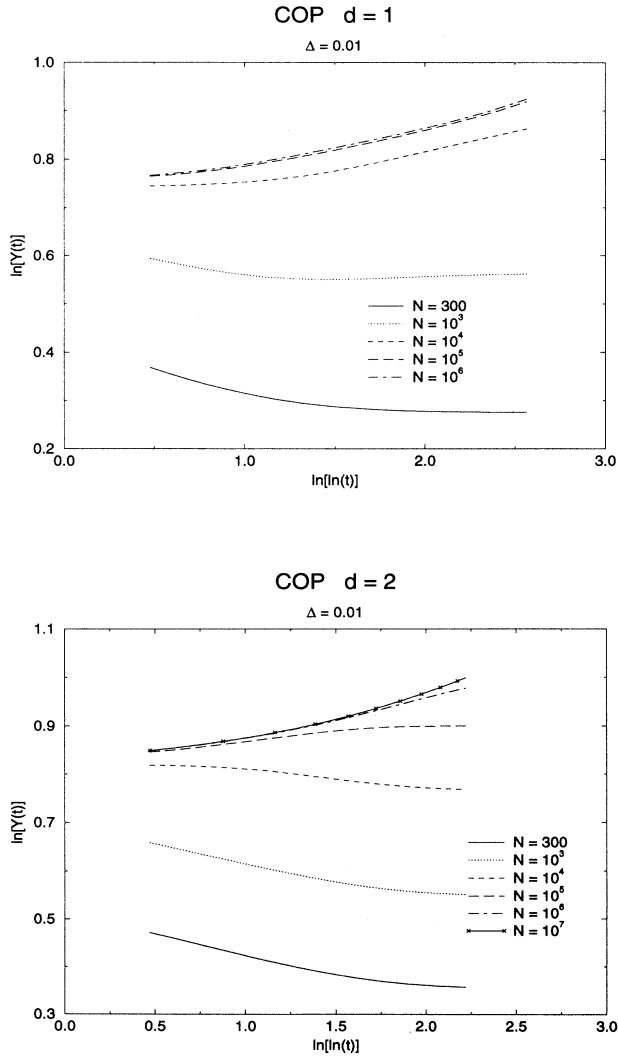 COP d = 1
Δ = 0.01
1.0
0.8
0.6
0.4
0.2
ln[Y(t)]
N = 300
N = 10³
N = 10⁴
N = 10⁵
N = 10⁶
0.0
1.0
2.0
3.0
ln[ln(t)]
COP d = 2
Δ = 0.01
1.1
0.9
0.7
0.5
0.3
ln[Y(t)]
N = 300
N = 10³
N = 10⁴
N = 10⁵
N = 10⁶
N = 10⁷
0.0
0.5
1.0
1.5
2.0
2.5
3.0
ln[ln(t)]